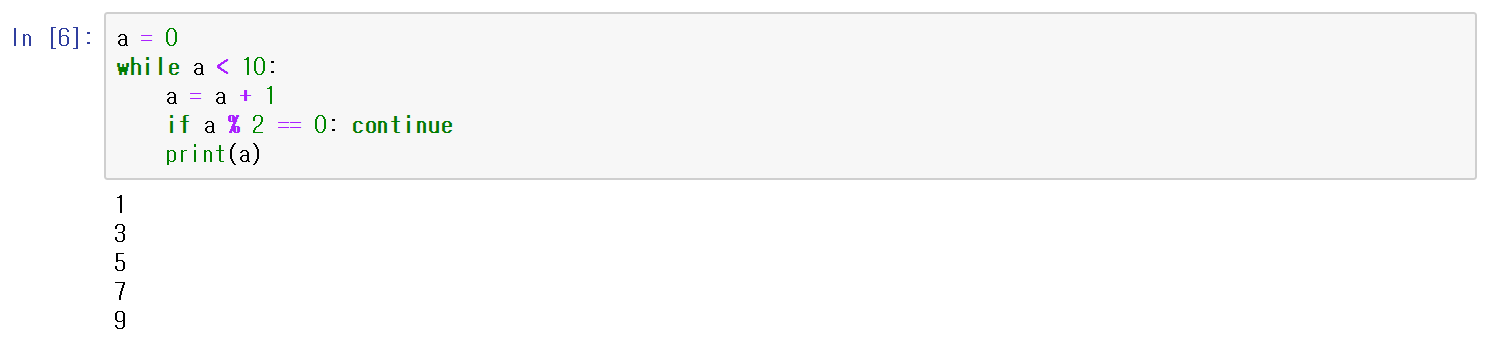 In [6]:
a = 0
while a < 10:
    a = a + 1
    if a % 2 == 0: continue
    print(a)
1
3
5
7
9